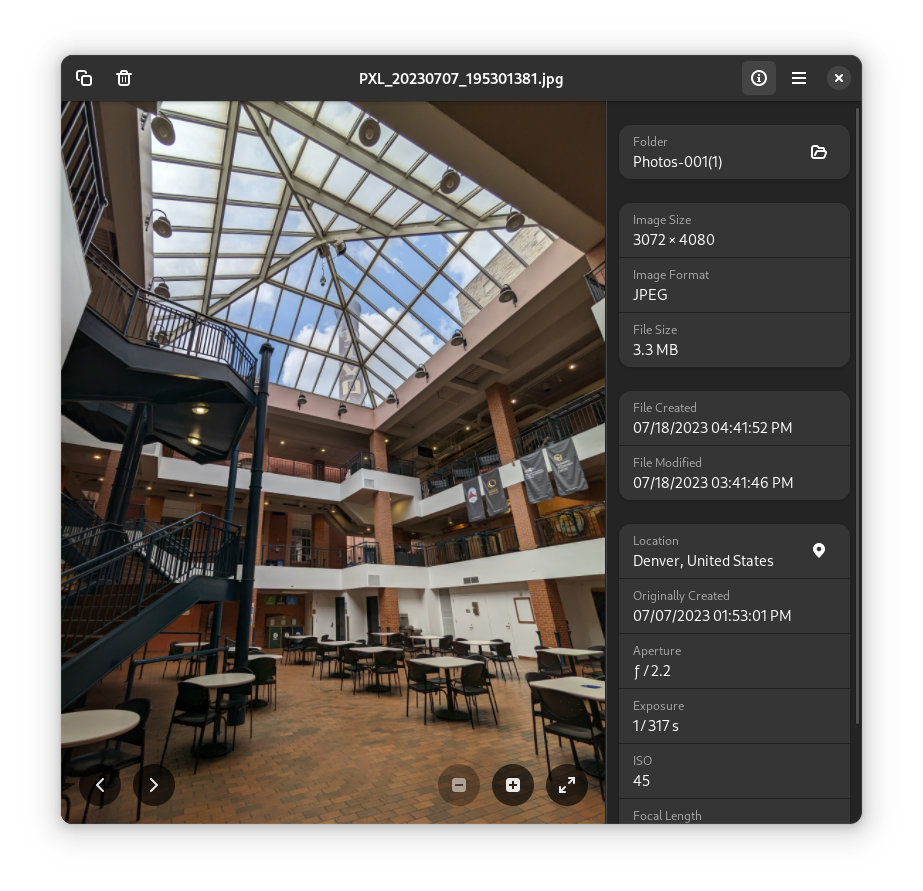 PXL_20230707_195301381.jpg
Folder
Photos-001(1)
Image Size
3072 × 4080
Image Format
JPEG
File Size
3.3 MB
File Created
07/18/2023 04:41:52 PM
File Modified
07/18/2023 03:41:46 PM
Location
Denver, United States
Originally Created
07/07/2023 01:53:01 PM
Aperture
ƒ / 2.2
Exposure
1 / 317 s
ISO
45
Focal Length